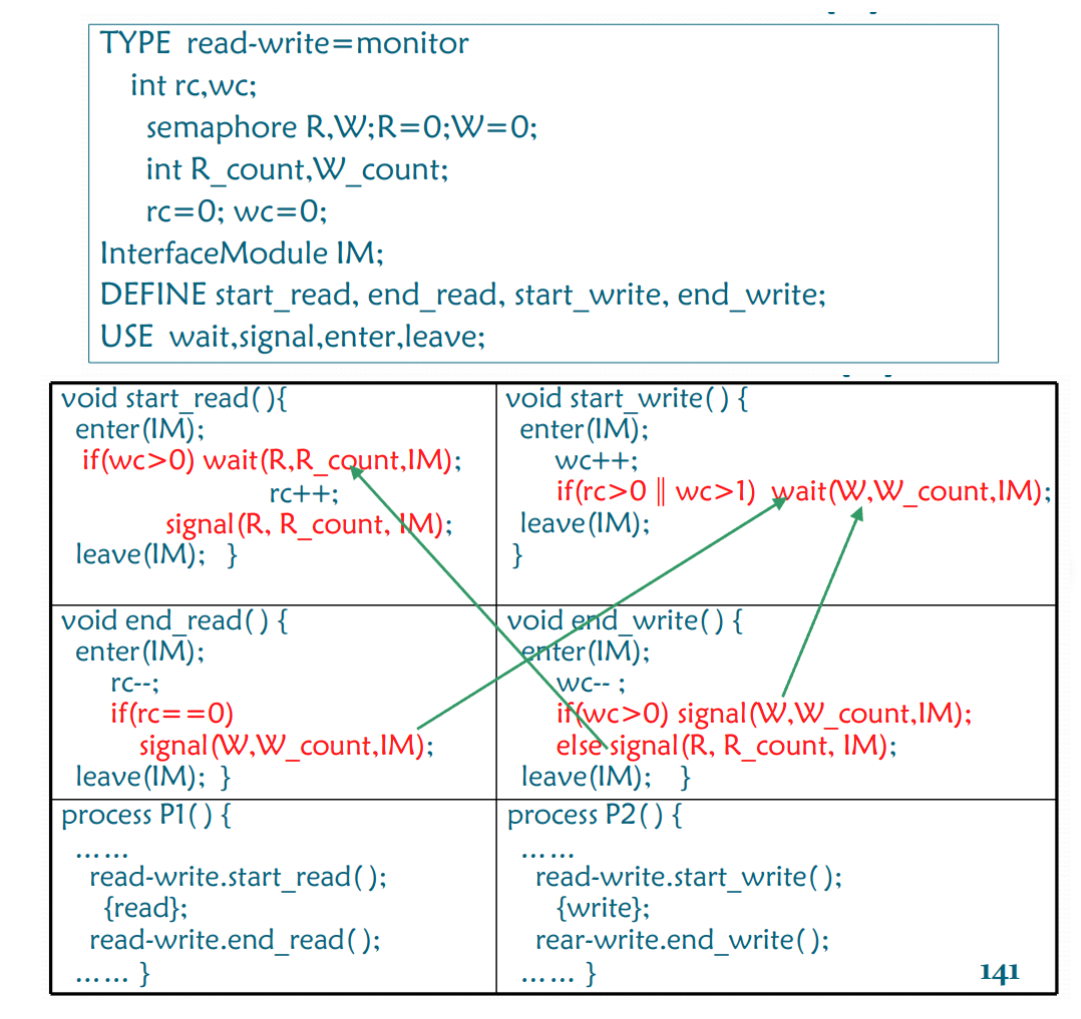 TYPE read-write=monitor
int rc,wc;
semaphore R,W;R=0;W=0;
int R_count,W_count;
rc=0; wc=0;
InterfaceModule IM;
DEFINE start_read, end_read, start_write, end_write;
USE wait,signal,enter,leave;
void start_read( ){
enter(IM);
if(wc>0) wait(R,R_count,IM);
rc++;
signal(R, R_count, IM);
leave(IM); }
void start_write( ) {
enter(IM);
wc++;
if(rc>0 || wc>1) wait(W,W_count,IM);
leave(IM);
}
void end_read( ) {
enter(IM);
rc--;
if(rc==0)
signal(W,W_count,IM);
leave(IM); }
void end_write( ) {
enter(IM);
wc-- ;
if(wc>0) signal(W,W_count,IM);
else signal(R, R_count, IM);
leave(IM); }
process P1( ) {
... ...
read-write.start_read( );
{read};
read-write.end_read( );
... ... }
process P2( ) {
... ...
read-write.start_write( );
{write};
rear-write.end_write( );
... ... }
141